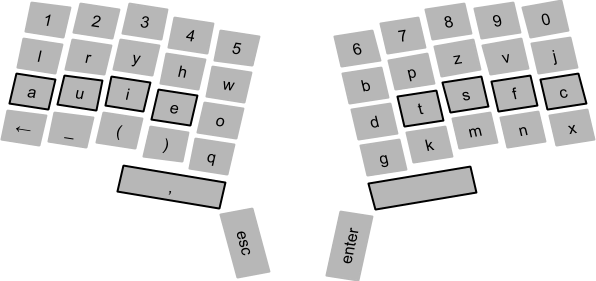 1 2 3 4 5 6 7 8 9 0
l r y h w b p z v j
a u i e o d t s f c
← _ ( ) q g k m n x
,
esc enter